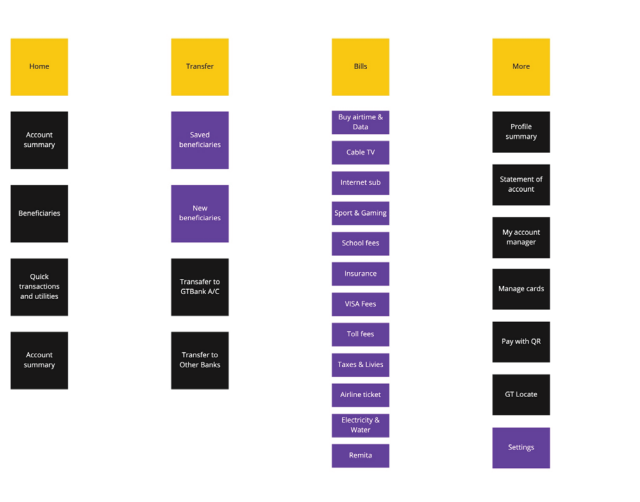 Home
Transfer
Bills
More
Account
summary
Beneficiaries
Quick
transactions
and utilities
Account
summary
Saved
beneficiaries
New
beneficiaries
Transafer to
GTBank A/C
Transfer to
Other Banks
Buy airtime &
Data
Cable TV
Internet sub
Sport & Gaming
School fees
Insurance
VISA Fees
Toll fees
Taxes & Livies
Airline ticket
Electricity &
Water
Remita
Profile
summary
Statement of
account
My account
manager
Manage cards
Pay with QR
GT Locate
Settings